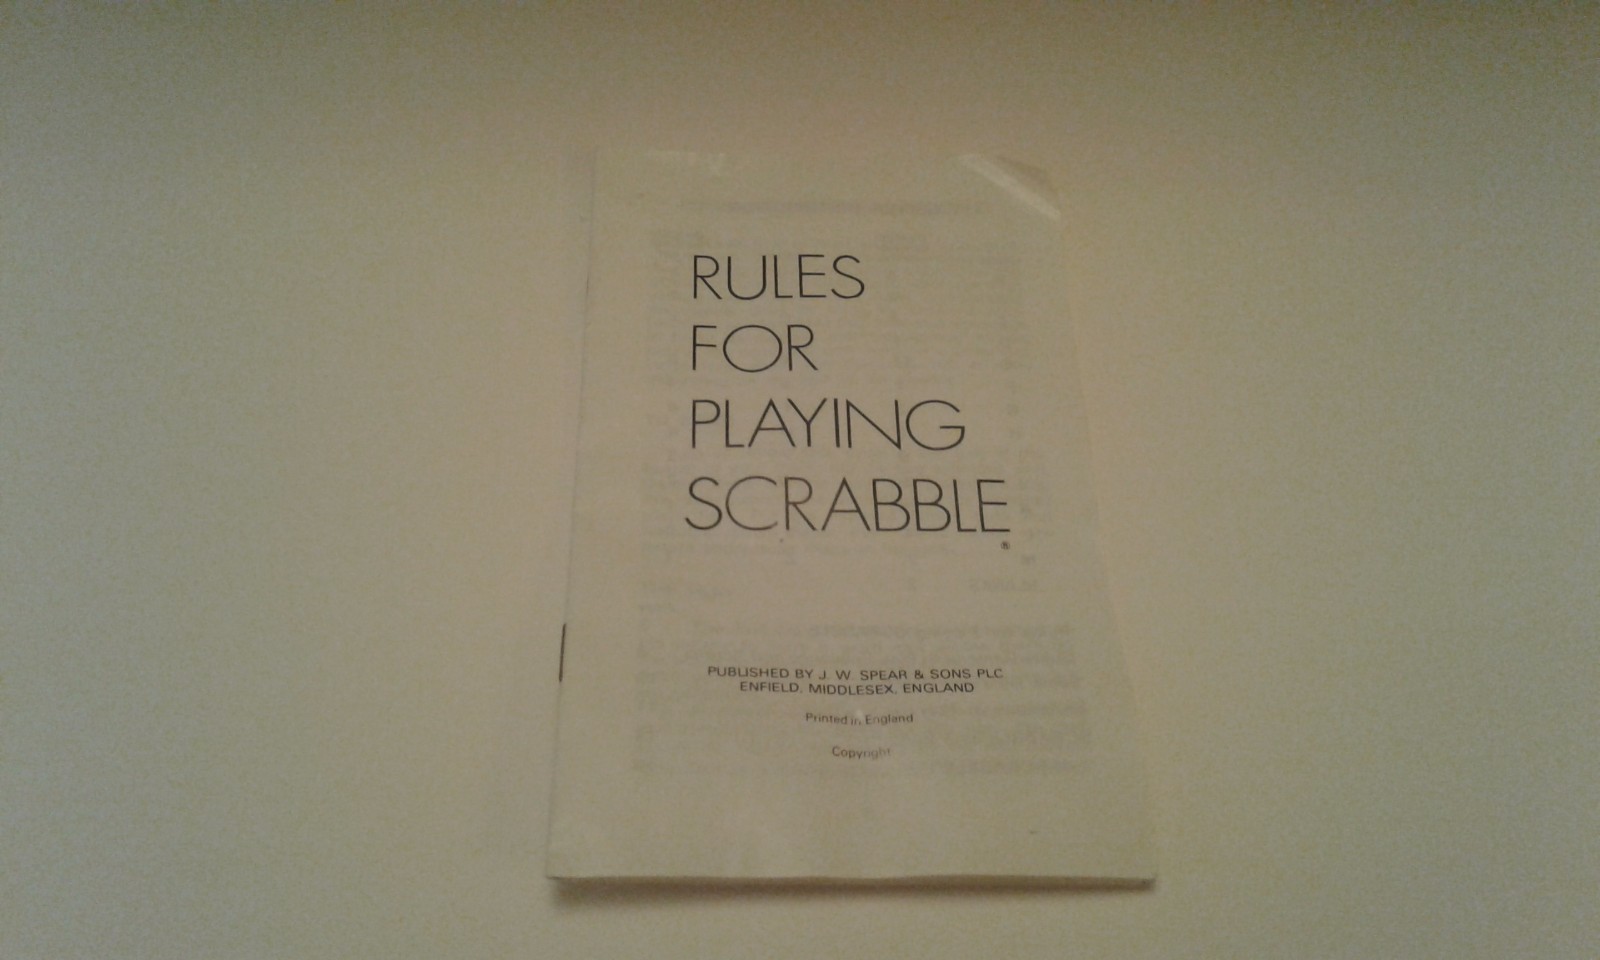 RULES
FOR
PLAYING
SCRABBLE
®
PUBLISHED BY J. W. SPEAR & SONS PLC
ENFIELD, MIDDLESEX, ENGLAND
Printed in England
Copyright